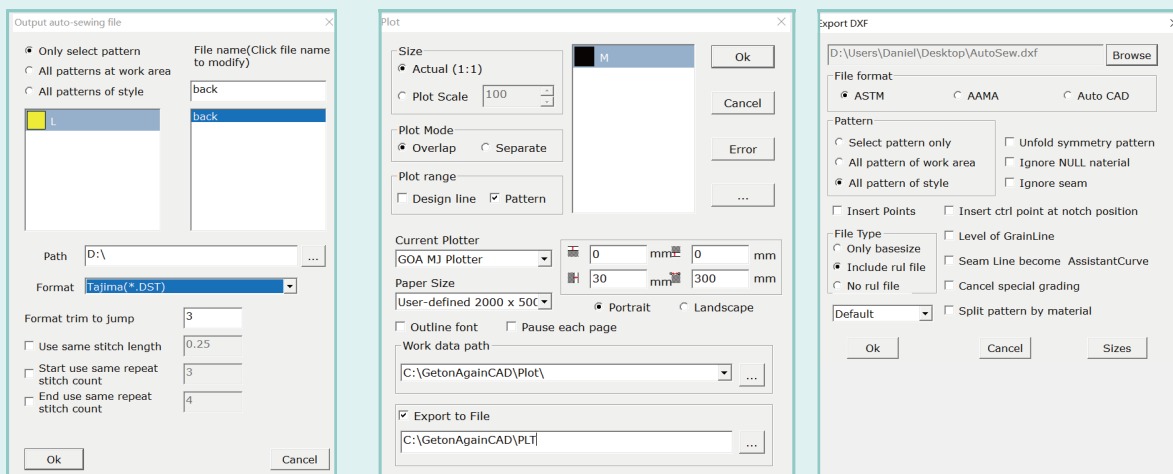 Output auto-sewing file
Only select pattern
All patterns at work area
All patterns of style
File name(Click file name
to modify)
back
L
back
Path D:\ ...
Format Tajima(*.DST)
Format trim to jump 3
Use same stitch length 0.25
Start use same repeat
stitch count 3
End use same repeat
stitch count 4
Ok Cancel
Plot
Size
Actual (1:1)
Plot Scale 100
Plot Mode
Overlap Separate
Plot range
Design line Pattern
M
Ok
Cancel
Error
...
Current Plotter
GOA MJ Plotter
Paper Size
User-defined 2000 x 500
0 mm 0 mm
30 mm 300 mm
Portrait Landscape
Outline font Pause each page
Work data path
C:\GetonAgainCAD\Plot\ ...
Export to File
C:\GetonAgainCAD\PLT ...
Export DXF
D:\Users\Daniel\Desktop\AutoSew.dxf Browse
File format
ASTM AAMA Auto CAD
Pattern
Select pattern only
All pattern of work area
All pattern of style
Unfold symmetry pattern
Ignore NULL naterial
Ignore seam
Insert Points Insert ctrl point at notch position
File Type
Only basesize
Include rul file
No rul file
Default
Level of GrainLine
Seam Line become AssistantCurve
Cancel special grading
Split pattern by material
Ok Cancel Sizes